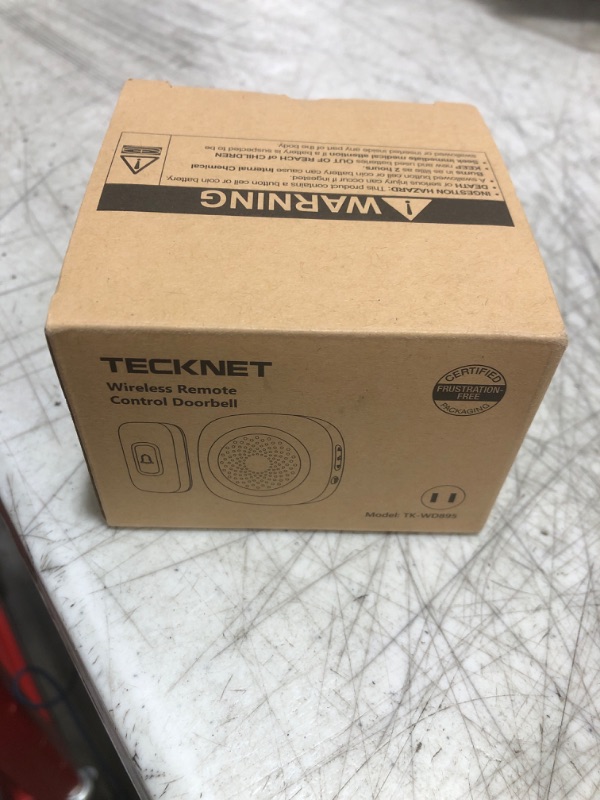 WARNING
• INGESTION HAZARD: This product contains a button cell or coin battery.
• DEATH or serious injury can occur if ingested.
• A swallowed button cell or coin battery can cause Internal Chemical
Burns in as little as 2 hours.
• KEEP new and used batteries OUT OF REACH of CHILDREN
• Seek immediate medical attention if a battery is suspected to be
swallowed or inserted inside any part of the body.
TECKNET
Wireless Remote
Control Doorbell
CERTIFIED
FRUSTRATION-
FREE
PACKAGING
Model: TK-WD895